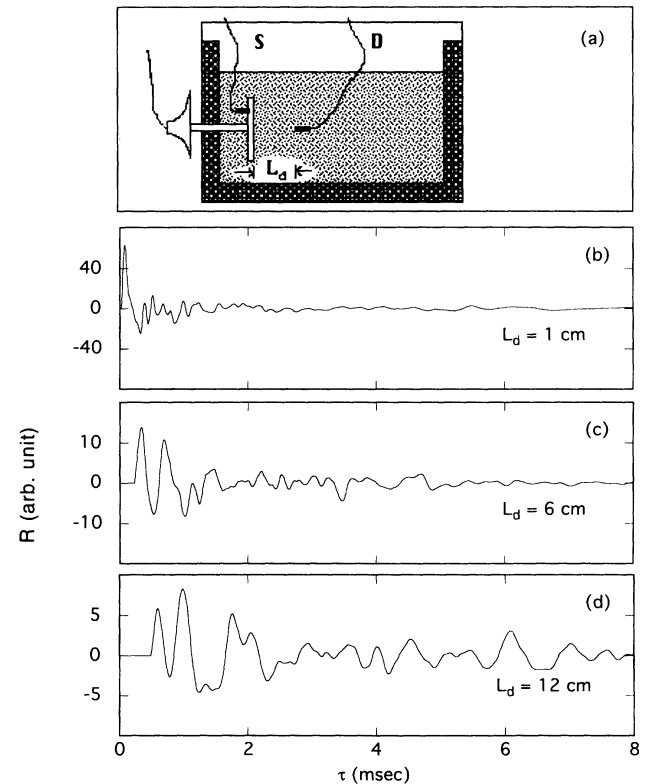 S D (a)
L_d
(b)
40
0
-40
L_d = 1 cm
(c)
10
0
-10
L_d = 6 cm
R (arb. unit)
(d)
5
0
-5
L_d = 12 cm
0 2 4 6 8
τ (msec)